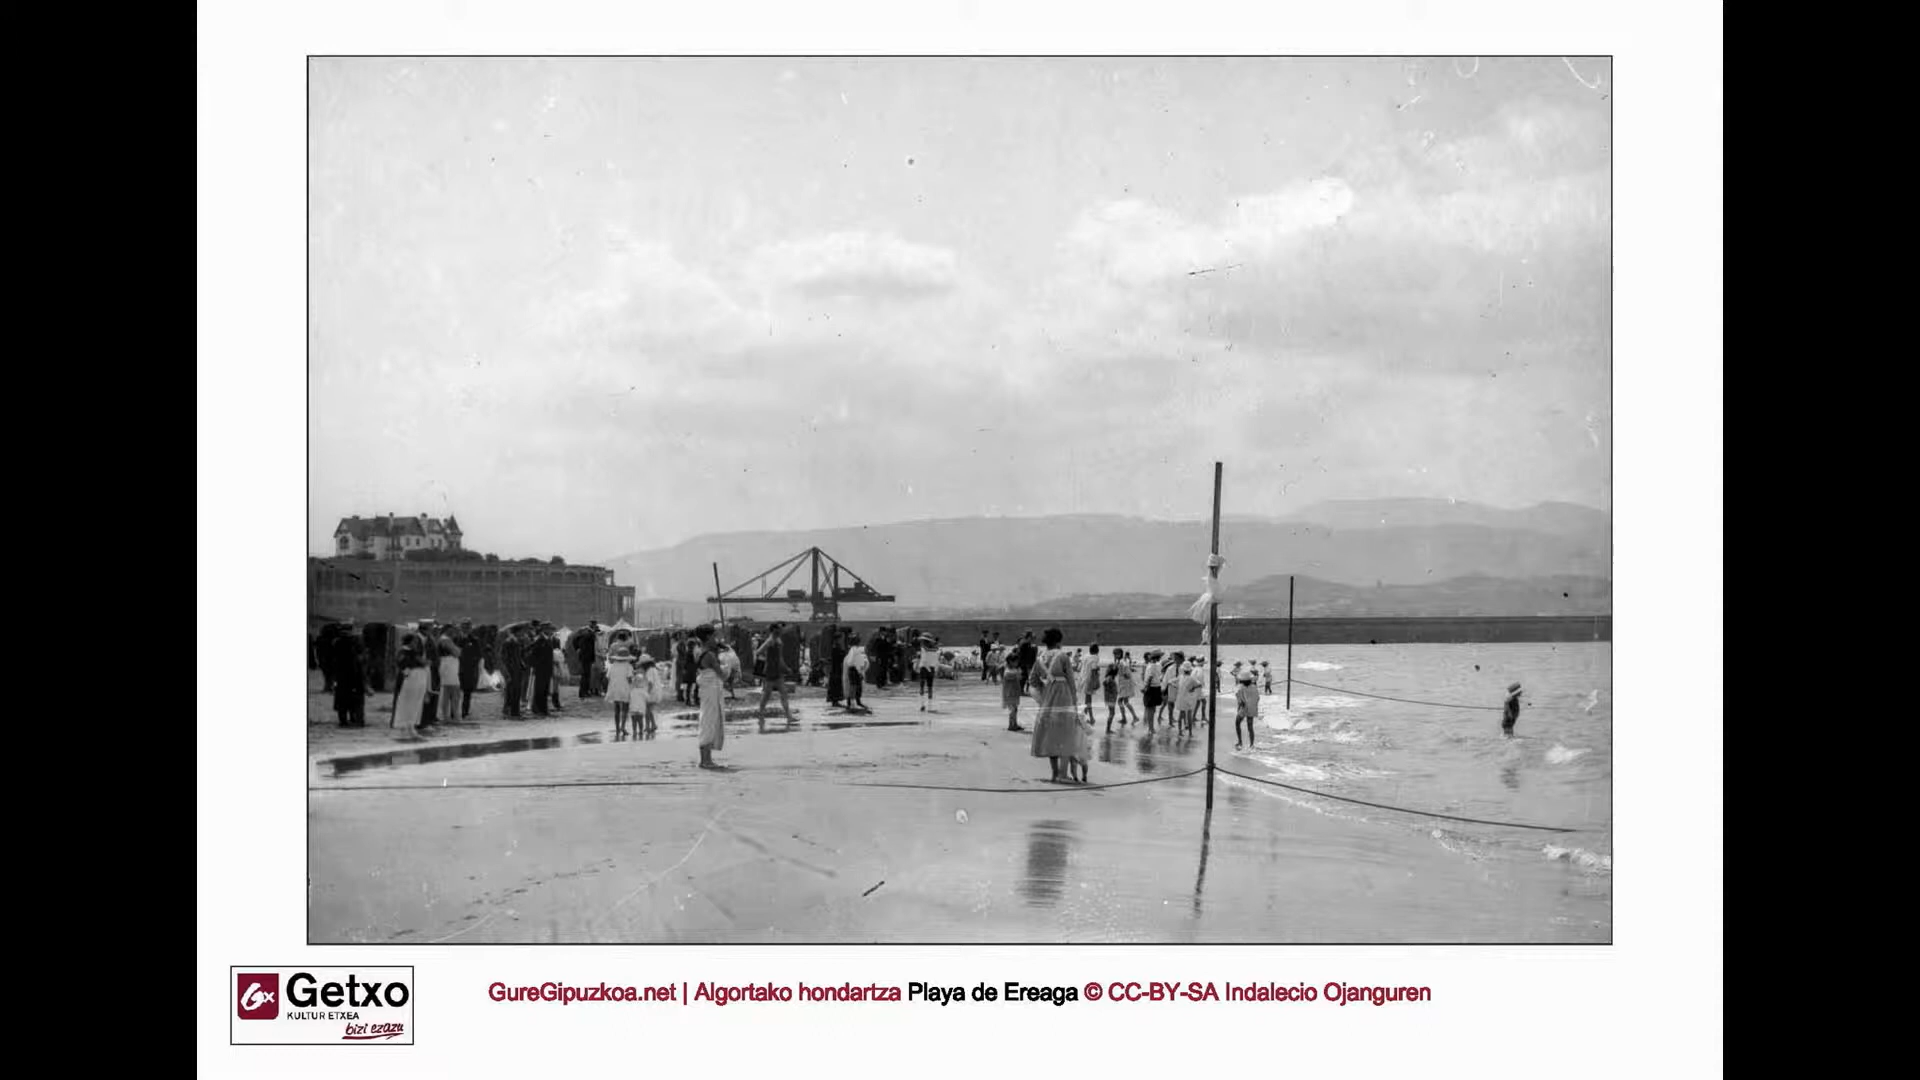 Getxo
KULTUR ETXEA
bizi ezazu
GureGipuzkoa.net | Algortako hondartza Playa de Ereaga © CC-BY-SA Indalecio Ojanguren